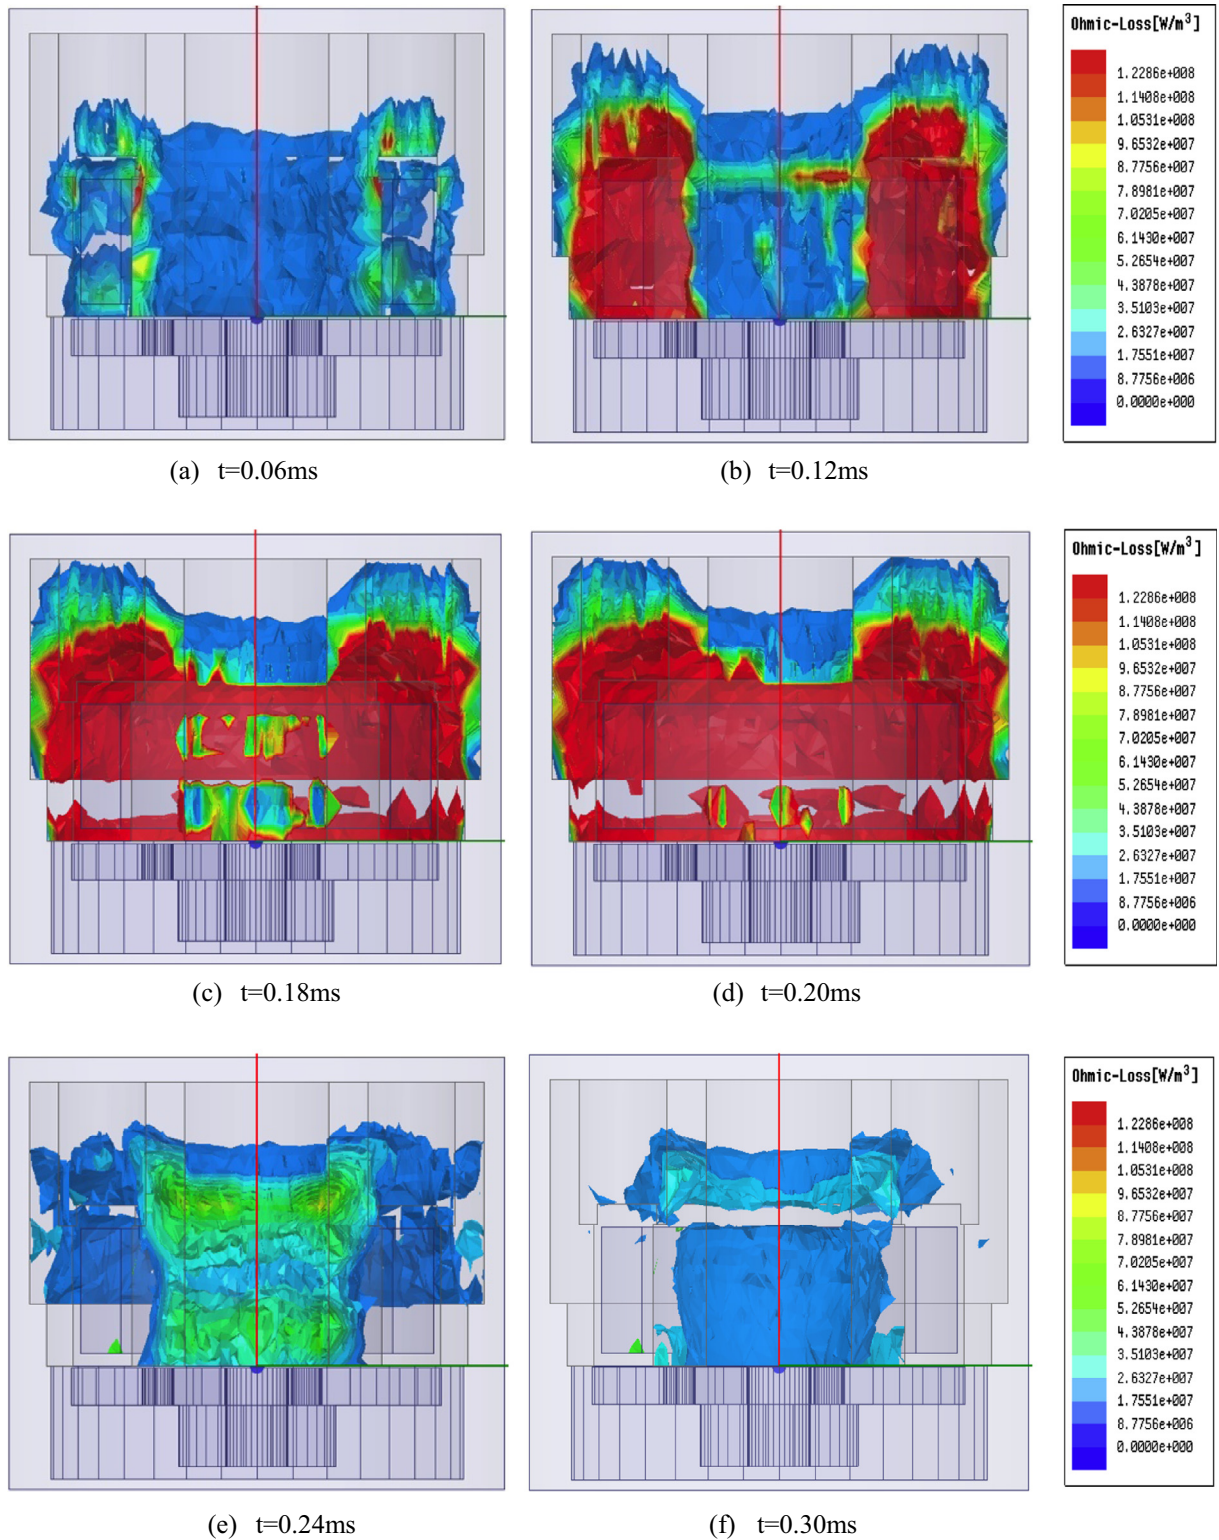 Ohmic-Loss[W/m³]
1.2286e+008
1.1408e+008
1.0531e+008
9.6532e+007
8.7756e+007
7.8981e+007
7.0205e+007
6.1430e+007
5.2654e+007
4.3878e+007
3.5103e+007
2.6327e+007
1.7551e+007
8.7756e+006
0.0000e+000
(a) t=0.06ms
(b) t=0.12ms
Ohmic-Loss[W/m³]
1.2286e+008
1.1408e+008
1.0531e+008
9.6532e+007
8.7756e+007
7.8981e+007
7.0205e+007
6.1430e+007
5.2654e+007
4.3878e+007
3.5103e+007
2.6327e+007
1.7551e+007
8.7756e+006
0.0000e+000
(c) t=0.18ms
(d) t=0.20ms
Ohmic-Loss[W/m³]
1.2286e+008
1.1408e+008
1.0531e+008
9.6532e+007
8.7756e+007
7.8981e+007
7.0205e+007
6.1430e+007
5.2654e+007
4.3878e+007
3.5103e+007
2.6327e+007
1.7551e+007
8.7756e+006
0.0000e+000
(e) t=0.24ms
(f) t=0.30ms